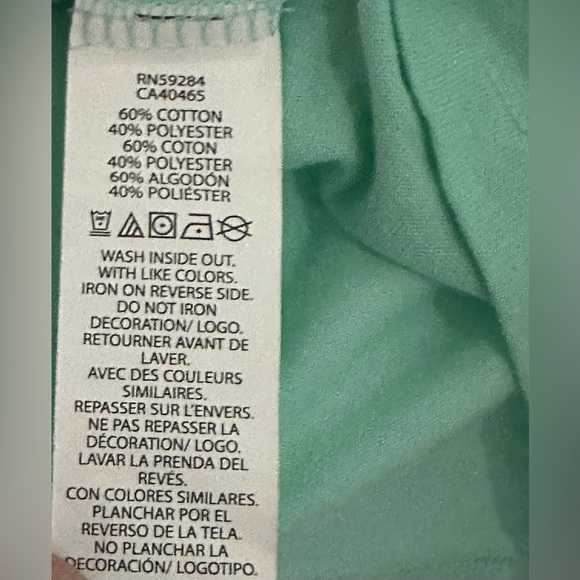 RN59284
CA40465
60% COTTON
40% POLYESTER
60% COTON
40% POLYESTER
60% ALGODÓN
40% POLIÉSTER
WASH INSIDE OUT.
WITH LIKE COLORS.
IRON ON REVERSE SIDE.
DO NOT IRON
DECORATION/ LOGO.
RETOURNER AVANT DE
LAVER.
AVEC DES COULEURS
SIMILAIRES.
REPASSER SUR L'ENVERS.
NE PAS REPASSER LA
DÉCORATION/ LOGO.
LAVAR LA PRENDA DEL
REVÉS.
CON COLORES SIMILARES.
PLANCHAR POR EL
REVERSO DE LA TELA.
NO PLANCHAR LA
DECORACIÓN/ LOGOTIPO.